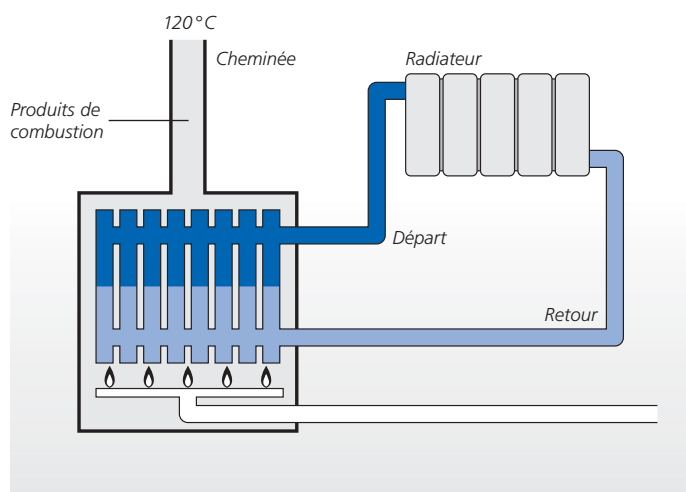 120°C
Cheminée
Radiateur
Produits de
combustion
Départ
Retour